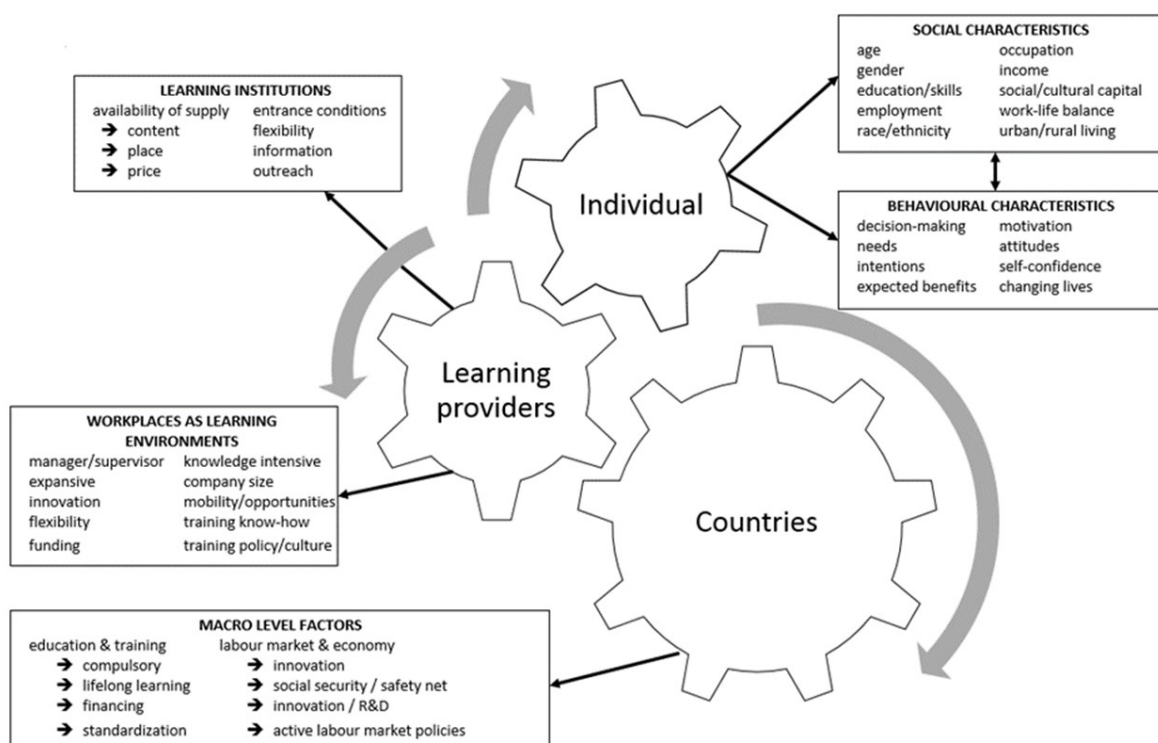 SOCIAL CHARACTERISTICS
age occupation
gender income
education/skills social/cultural capital
employment work-life balance
race/ethnicity urban/rural living
LEARNING INSTITUTIONS
availability of supply entrance conditions
➔ content flexibility
➔ place information
➔ price outreach
Individual
BEHAVIOURAL CHARACTERISTICS
decision-making motivation
needs attitudes
intentions self-confidence
expected benefits changing lives
Learning
providers
WORKPLACES AS LEARNING
ENVIRONMENTS
manager/supervisor knowledge intensive
expansive company size
innovation mobility/opportunities
flexibility training know-how
funding training policy/culture
Countries
MACRO LEVEL FACTORS
education & training labour market & economy
➔ compulsory ➔ innovation
➔ lifelong learning ➔ social security / safety net
➔ financing ➔ innovation / R&D
➔ standardization ➔ active labour market policies